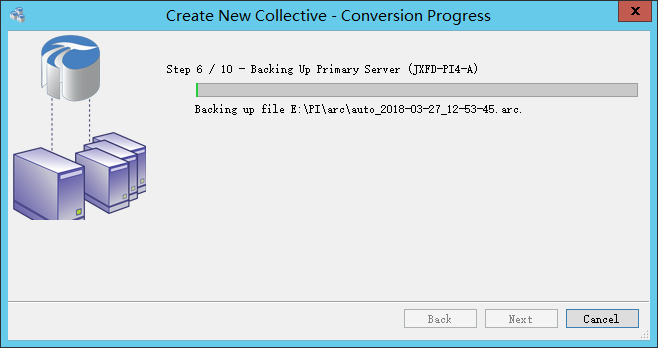 Create New Collective - Conversion Progress
Step 6 / 10 - Backing Up Primary Server (JXFD-PI4-A)
Backing up file E:\PI\arc\auto_2018-03-27_12-53-45.arc.
Back
Next
Cancel